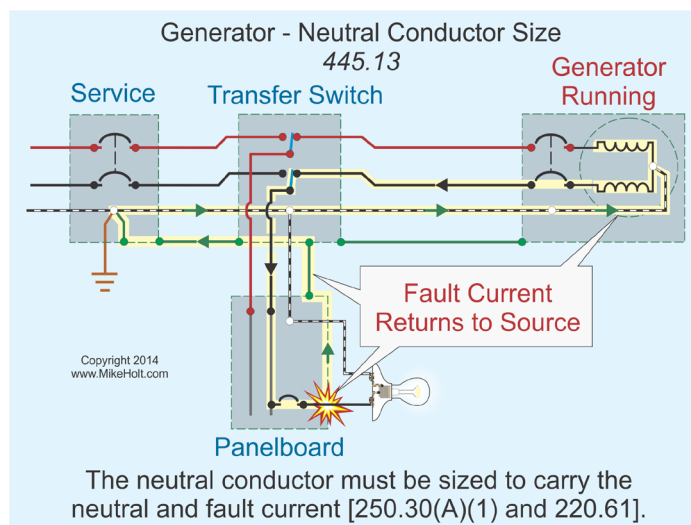 Generator - Neutral Conductor Size
445.13
Generator
Running
Service
Transfer Switch
Fault Current
Returns to Source
Copyright 2014
www.MikeHolt.com
Panelboard
The neutral conductor must be sized to carry the
neutral and fault current [250.30(A)(1) and 220.61].